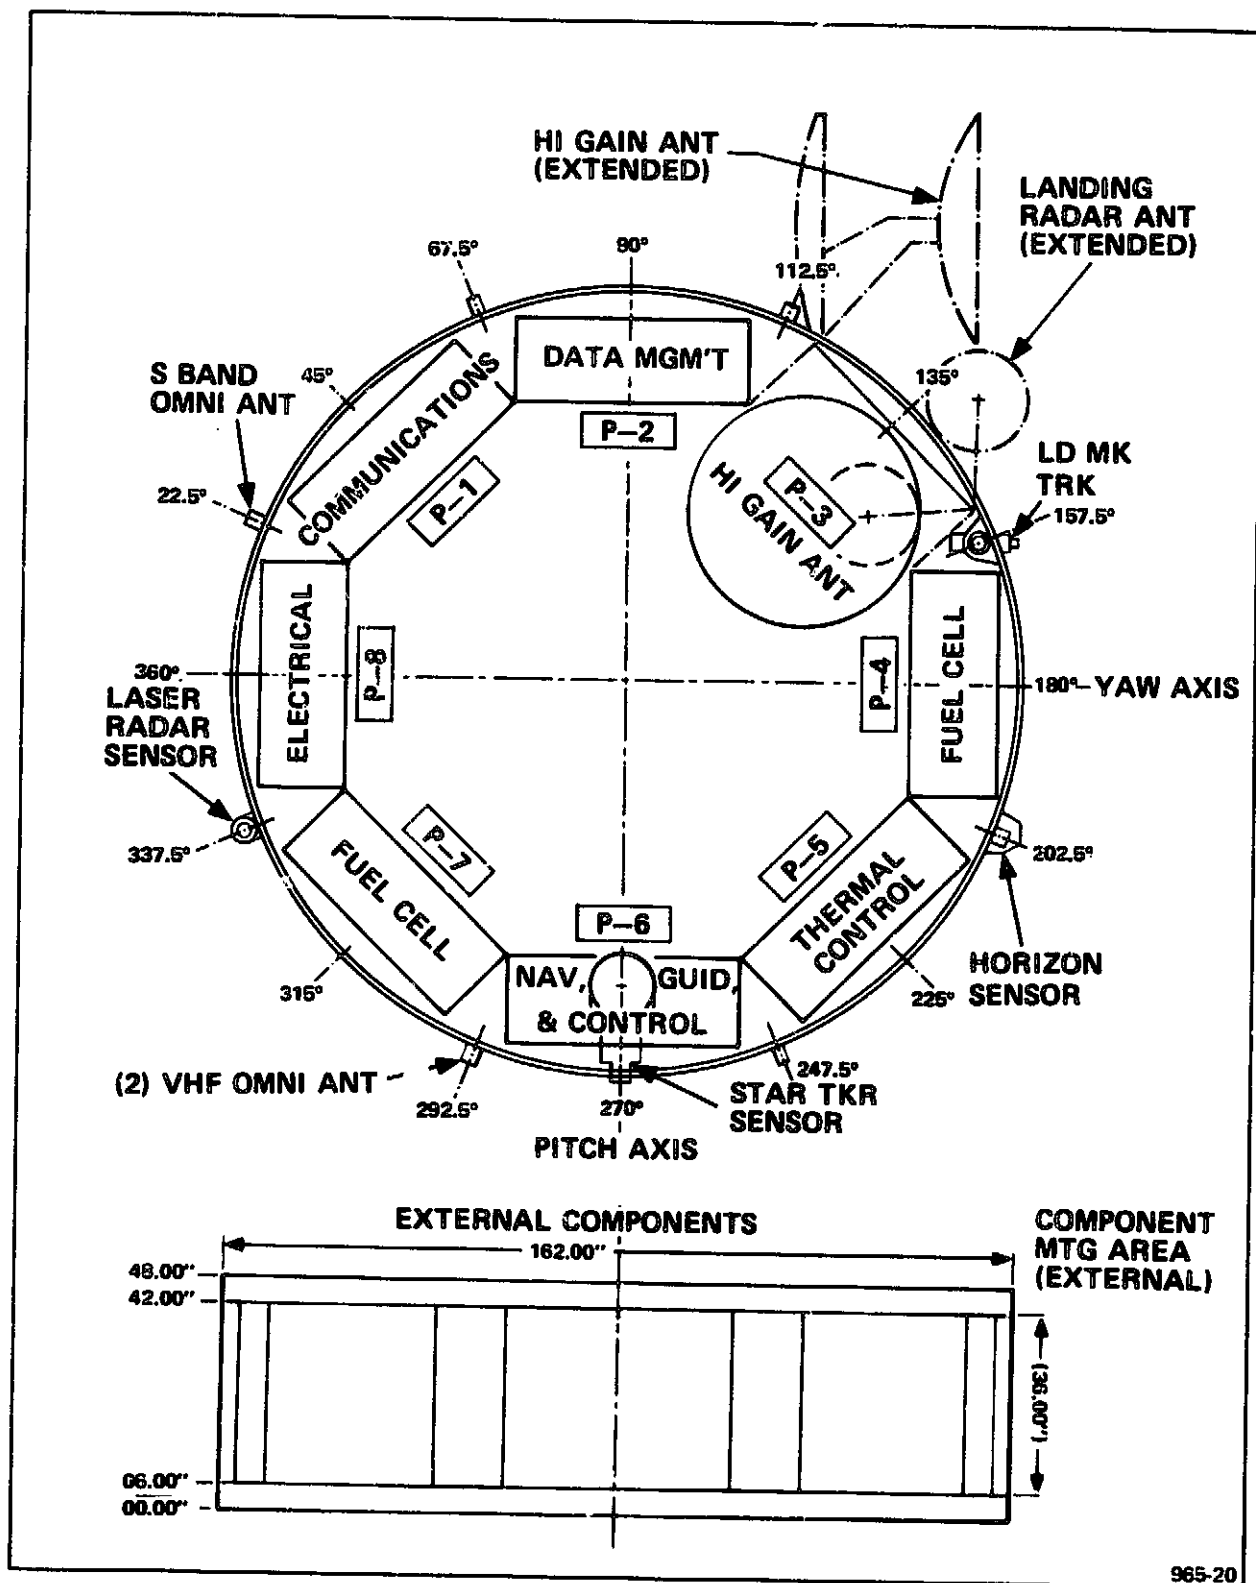 HI GAIN ANT
(EXTENDED)
LANDING
RADAR ANT
(EXTENDED)
67.5°
90°
112.5°
S BAND
OMNI ANT
45°
DATA MGM'T
135°
COMMUNICATIONS
P–2
LD MK
TRK
22.5°
P–1
P–3
HI GAIN ANT
157.5°
ELECTRICAL
P–8
P–4
FUEL CELL
360°
180°
YAW AXIS
LASER
RADAR
SENSOR
337.5°
P–7
P–5
202.5°
FUEL CELL
THERMAL
CONTROL
P–6
315°
NAV, GUID,
& CONTROL
225°
HORIZON
SENSOR
(2) VHF OMNI ANT
292.5°
270°
247.5°
STAR TKR
SENSOR
PITCH AXIS
EXTERNAL COMPONENTS
COMPONENT
MTG AREA
(EXTERNAL)
162.00"
48.00"
42.00"
(36.00")
06.00"
00.00"
965-20